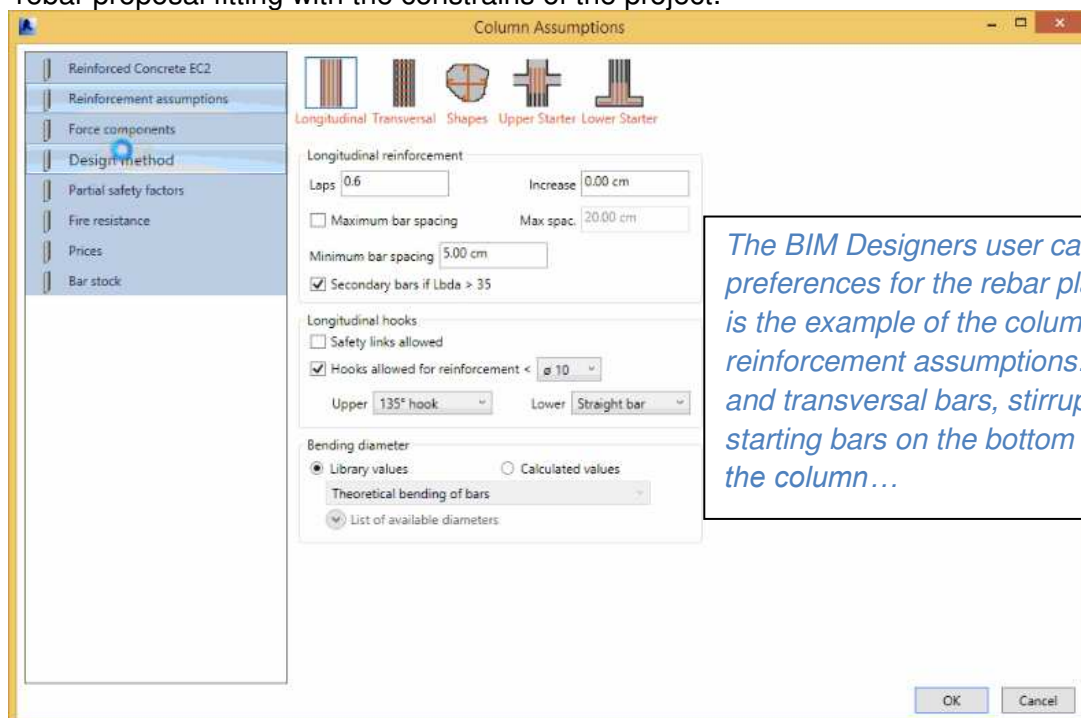 rebar proposal fitting with the constrains of the project.
Column Assumptions
Reinforced Concrete EC2
Reinforcement assumptions
Force components
Design method
Partial safety factors
Fire resistance
Prices
Bar stock
Longitudinal Transversal Shapes Upper Starter Lower Starter
Longitudinal reinforcement
Laps 0.6 Increase 0.00 cm
Maximum bar spacing Max spac. 20.00 cm
Minimum bar spacing 5.00 cm
Secondary bars if Lbda > 35
Longitudinal hooks
Safety links allowed
Hooks allowed for reinforcement < ø 10
Upper 135° hook Lower Straight bar
Bending diameter
Library values Calculated values
Theoretical bending of bars
List of available diameters
The BIM Designers user ca
preferences for the rebar pla
is the example of the colum
reinforcement assumptions.
and transversal bars, stirrup
starting bars on the bottom
the column…
OK Cancel